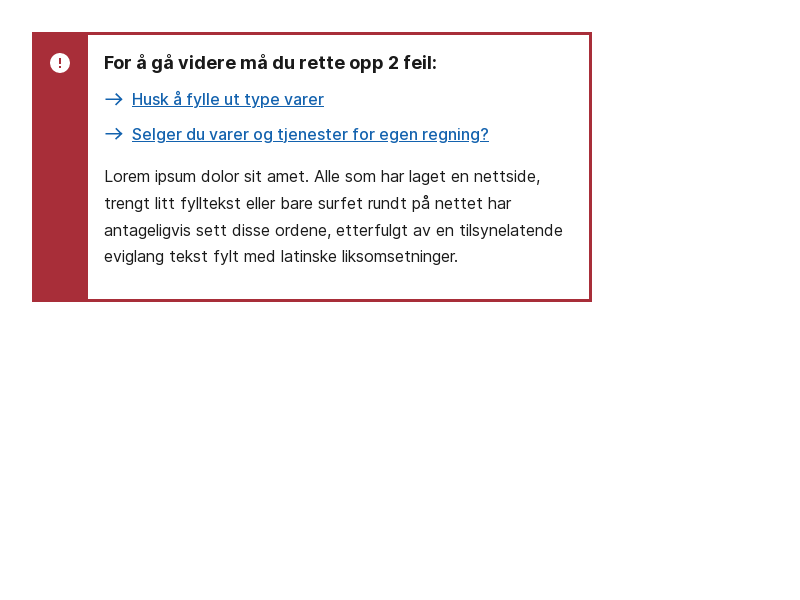 For å gå videre må du rette opp 2 feil:
Husk å fylle ut type varer
Selger du varer og tjenester for egen regning?
Lorem ipsum dolor sit amet. Alle som har laget en nettside,
trengt litt fylltekst eller bare surfet rundt på nettet har
antageligvis sett disse ordene, etterfulgt av en tilsynelatende
eviglang tekst fylt med latinske liksomsetninger.